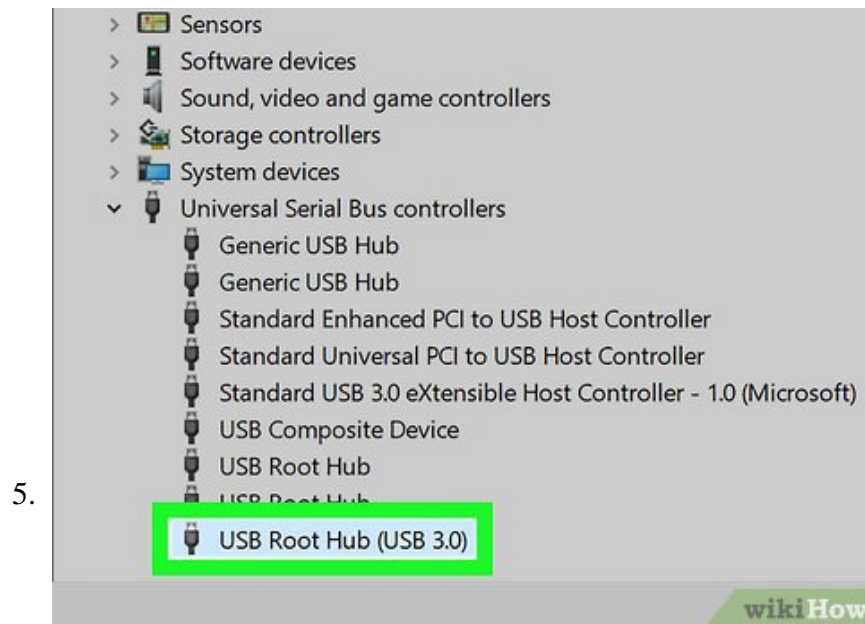 Sensors
Software devices
Sound, video and game controllers
Storage controllers
System devices
Universal Serial Bus controllers
Generic USB Hub
Generic USB Hub
Standard Enhanced PCI to USB Host Controller
Standard Universal PCI to USB Host Controller
Standard USB 3.0 eXtensible Host Controller - 1.0 (Microsoft)
USB Composite Device
USB Root Hub
5.
USB Root Hub
USB Root Hub (USB 3.0)
wikiHow